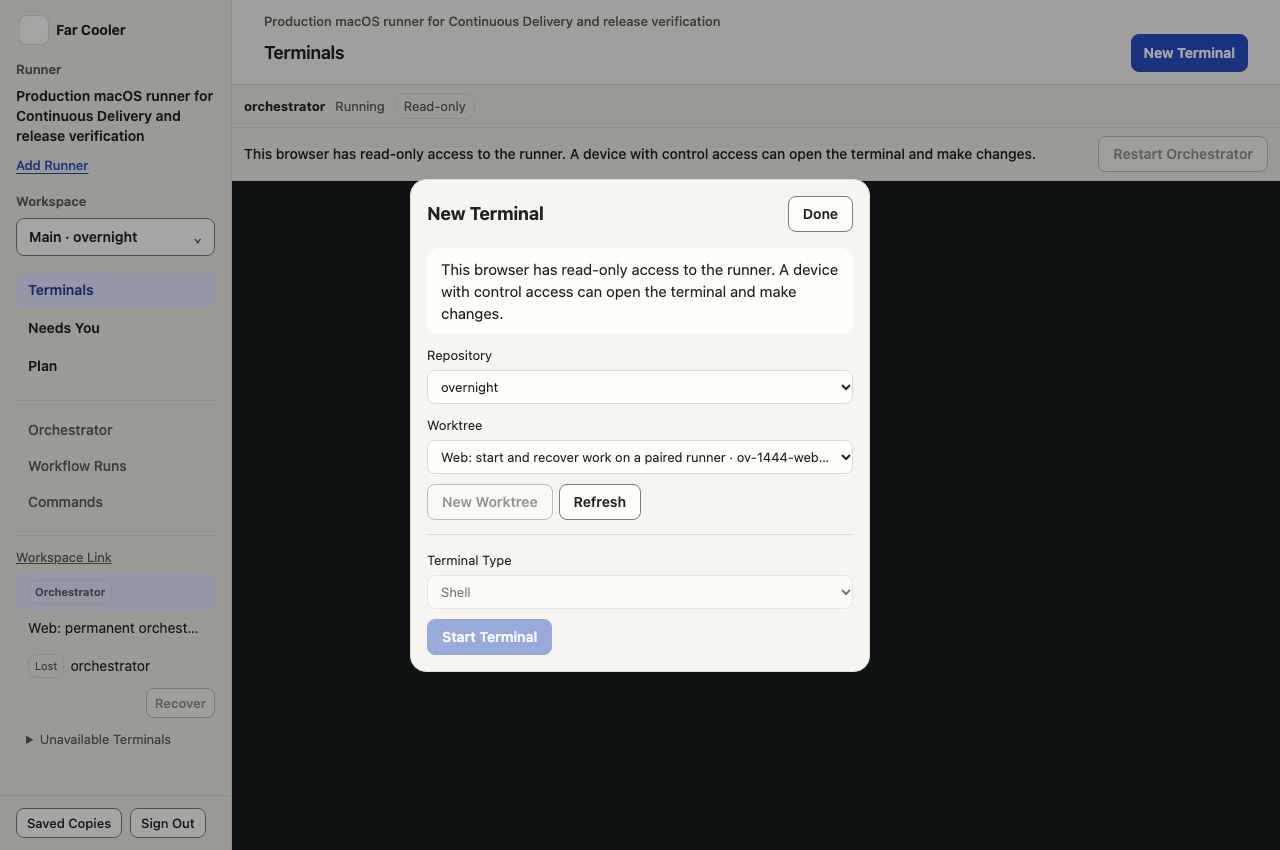 Far Cooler
Runner
Production macOS runner for
Continuous Delivery and
release verification
Add Runner
Workspace
Main · overnight
Terminals
Needs You
Plan
Orchestrator
Workflow Runs
Commands
Workspace Link
Orchestrator
Web: permanent orchest...
Lost orchestrator
Recover
Unavailable Terminals
Saved Copies
Sign Out
Production macOS runner for Continuous Delivery and release verification
Terminals
New Terminal
orchestrator Running Read-only
This browser has read-only access to the runner. A device with control access can open the terminal and make changes.
Restart Orchestrator
New Terminal
Done
This browser has read-only access to the runner. A device
with control access can open the terminal and make
changes.
Repository
overnight
Worktree
Web: start and recover work on a paired runner · ov-1444-web...
New Worktree
Refresh
Terminal Type
Shell
Start Terminal